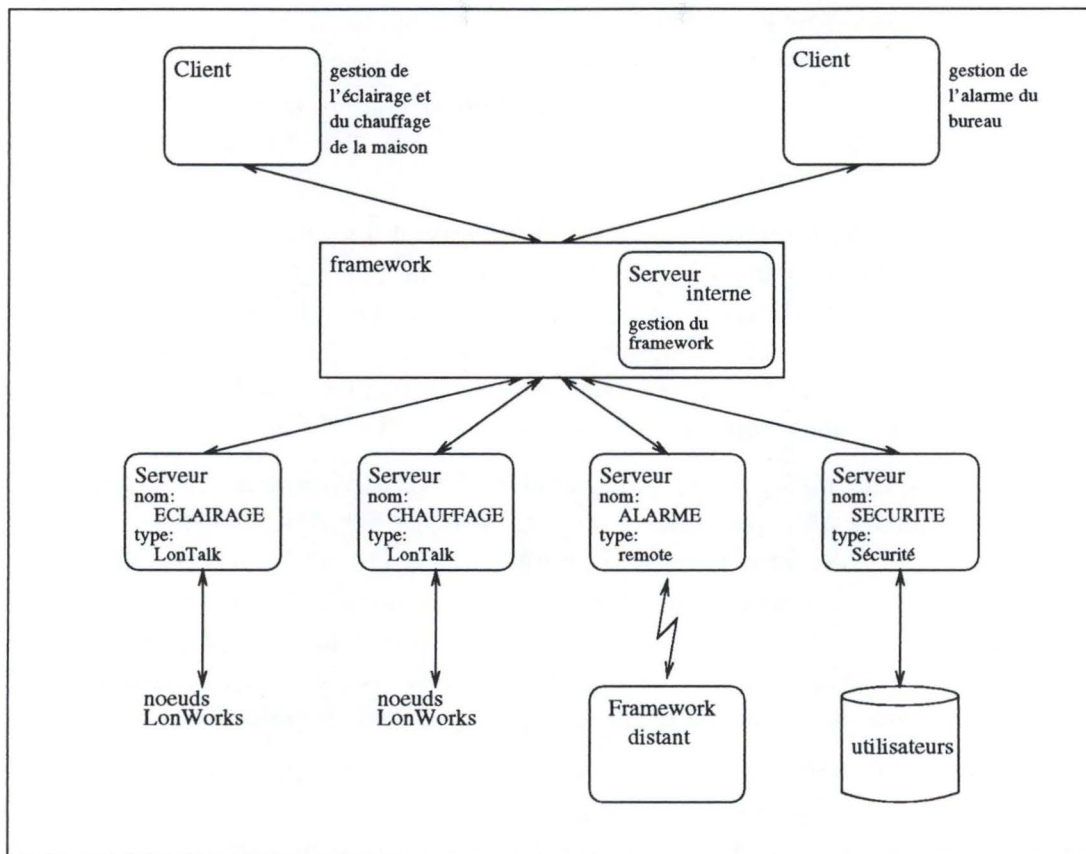 Client
gestion de
l'éclairage et
du chauffage
de la maison
Client
gestion de
l'alarme du
bureau
framework
Serveur
interne
gestion du
framework
Serveur
nom:
ECLAIRAGE
type:
LonTalk
Serveur
nom:
CHAUFFAGE
type:
LonTalk
Serveur
nom:
ALARME
type:
remote
Serveur
nom:
SECURITE
type:
Sécurité
noeuds
LonWorks
noeuds
LonWorks
Framework
distant
utilisateurs